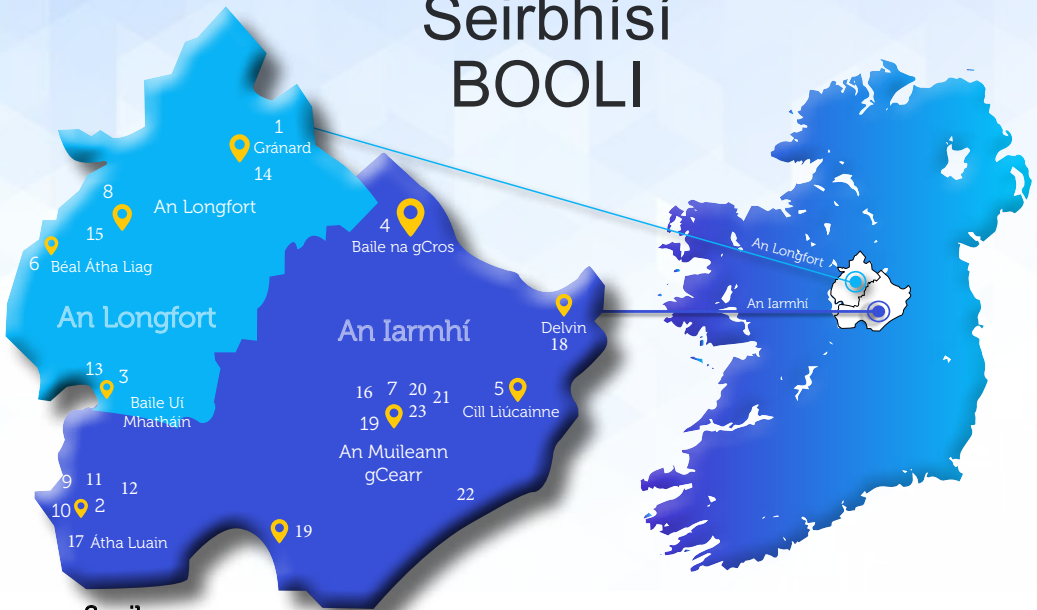 Seirbhísí
BOOLI
1
Gránard
14
8
An Longfort
15
6 Béal Átha Liag
4
Baile na gCros
An Longfort
An Iarmhí
Delvin
18
13 3
Baile Uí
Mhatháin
16 7 20 21
19 23
5
Cill Liúcainne
An Muileann
gCearr
22
9 11 12
10 2
17 Átha Luain
19
An Longfort
An Iarmhí